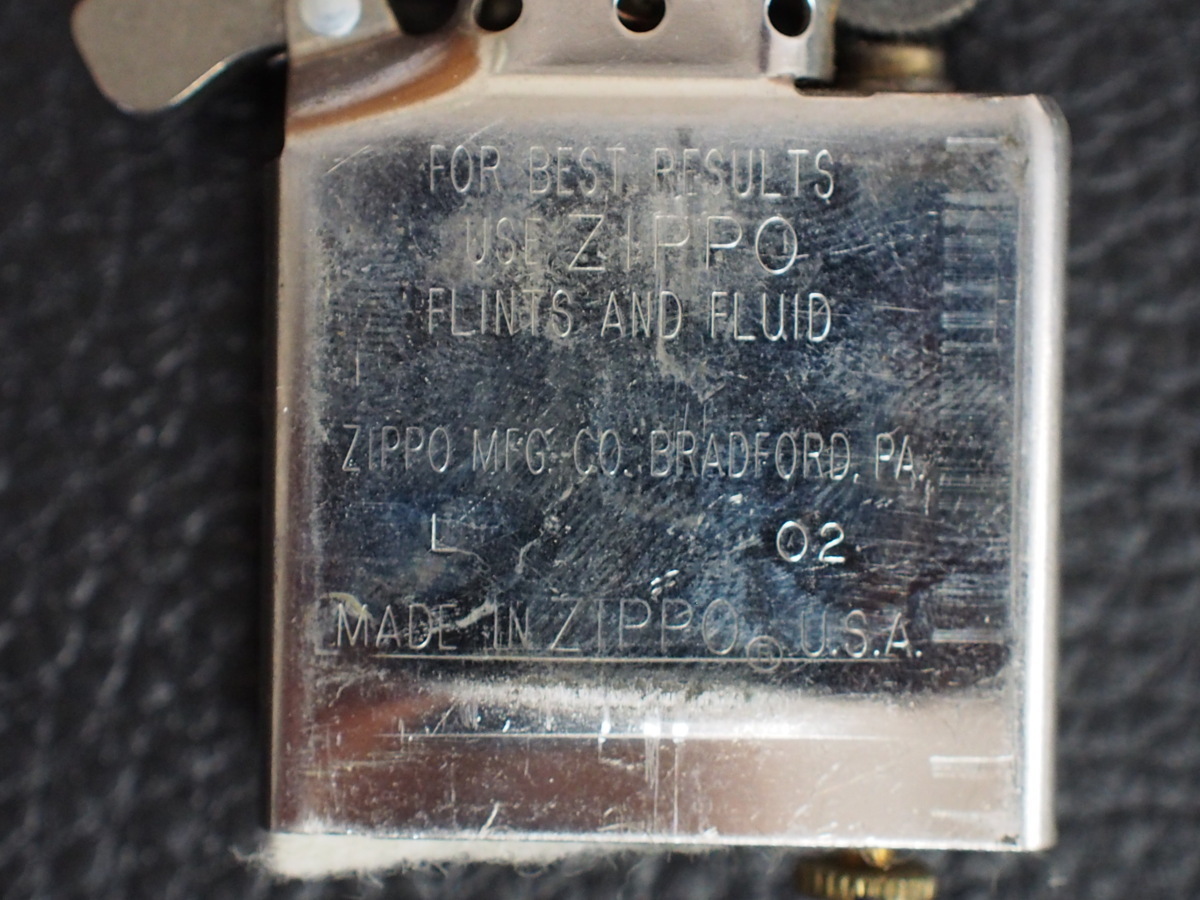 FOR BEST RESULTS
USE ZIPPO
FLINTS AND FLUID
ZIPPO MFG. CO. BRADFORD, PA.
L 02
MADE IN ZIPPO © U.S.A.